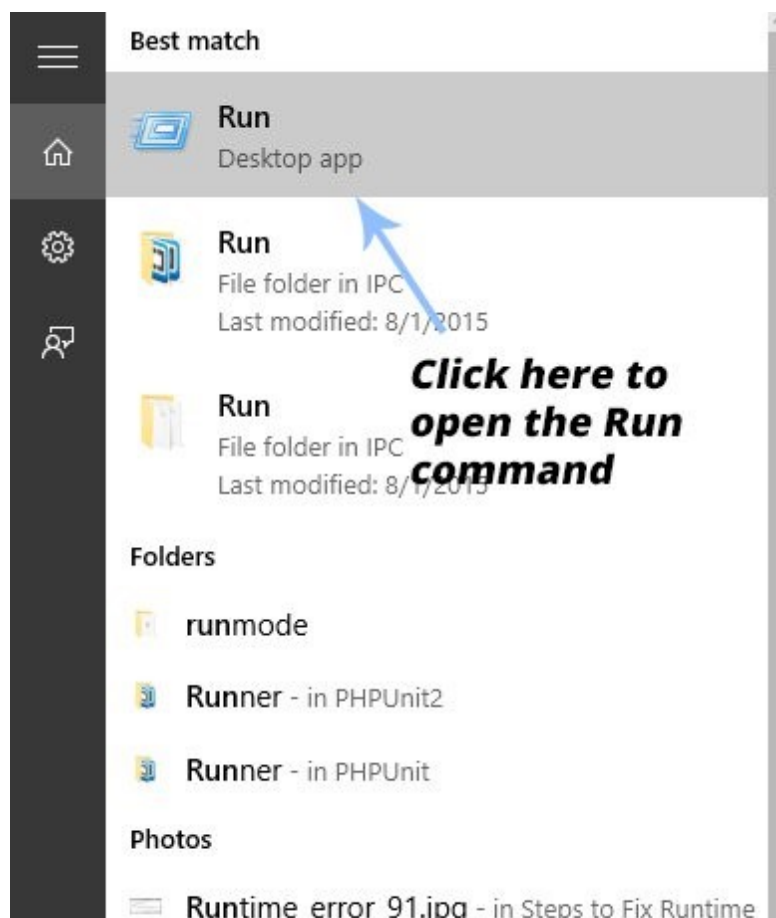 Best match
Run
Desktop app
Run
File folder in IPC
Last modified: 8/1/2015
Click here to
open the Run
command
Run
File folder in IPC
Last modified: 8/1/2015
Folders
runmode
Runner - in PHPUnit2
Runner - in PHPUnit
Photos
Runtime error 91.jpg - in Steps to Fix Runtime